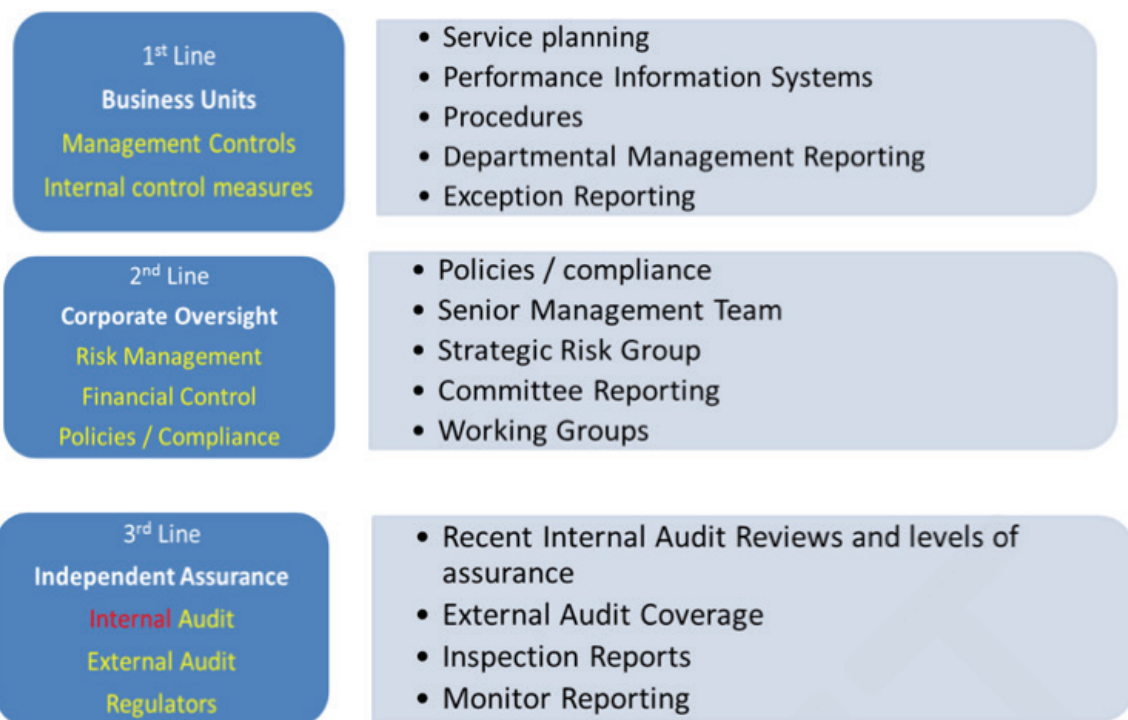 1st Line
Business Units
Management Controls
Internal control measures
• Service planning
• Performance Information Systems
• Procedures
• Departmental Management Reporting
• Exception Reporting
2nd Line
Corporate Oversight
Risk Management
Financial Control
Policies / Compliance
• Policies / compliance
• Senior Management Team
• Strategic Risk Group
• Committee Reporting
• Working Groups
3rd Line
Independent Assurance
Internal Audit
External Audit
Regulators
• Recent Internal Audit Reviews and levels of
assurance
• External Audit Coverage
• Inspection Reports
• Monitor Reporting